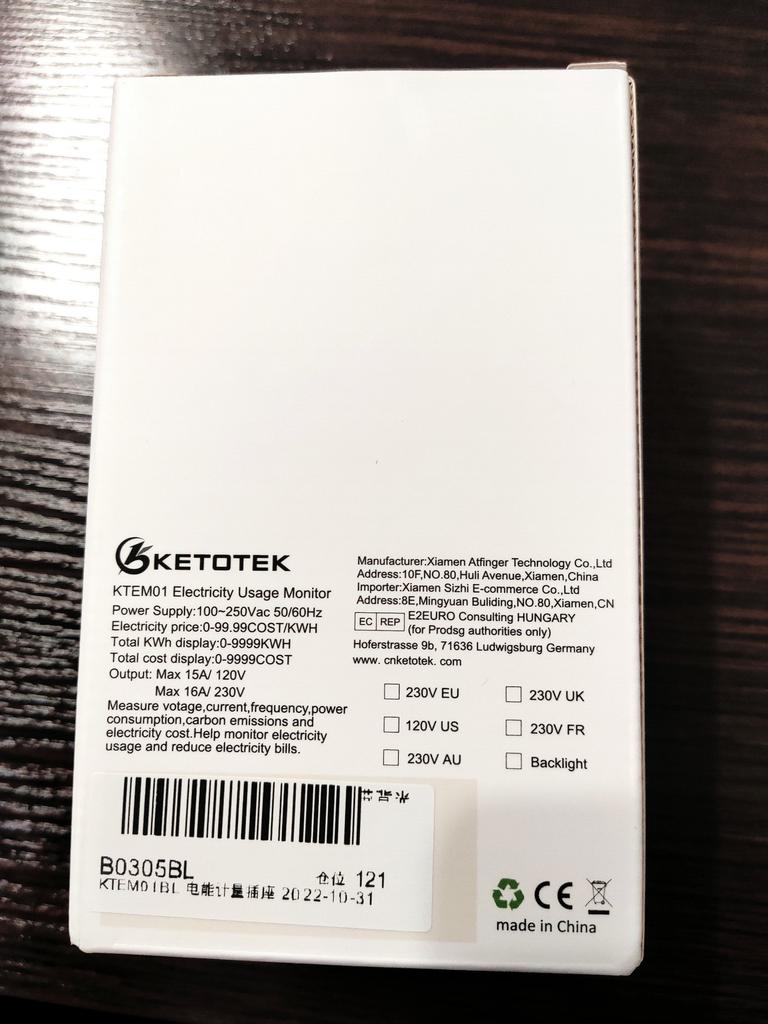 KETOTEK
KTEM01 Electricity Usage Monitor
Power Supply:100~250Vac 50/60Hz
Electricity price:0-99.99COST/KWH
Total KWh display:0-9999KWH
Total cost display:0-9999COST
Output: Max 15A/ 120V
Max 16A/ 230V
Measure votage,current,frequency,power
consumption,carbon emissions and
electricity cost.Help monitor electricity
usage and reduce electricity bills.
Manufacturer:Xiamen Atfinger Technology Co.,Ltd
Address:10F,NO.80,Huli Avenue,Xiamen,China
Importer:Xiamen Sizhi E-commerce Co.,Ltd
Address:8E,Mingyuan Buliding,NO.80,Xiamen,CN
EC REP E2EURO Consulting HUNGARY
(for Prodsg authorities only)
Hoferstrasse 9b, 71636 Ludwigsburg Germany
www. cnketotek. com
230V EU 230V UK
120V US 230V FR
230V AU Backlight
B0305BL 仓位 121
KTEM01BL 电能计量插座 2022-10-31
CE
made in China